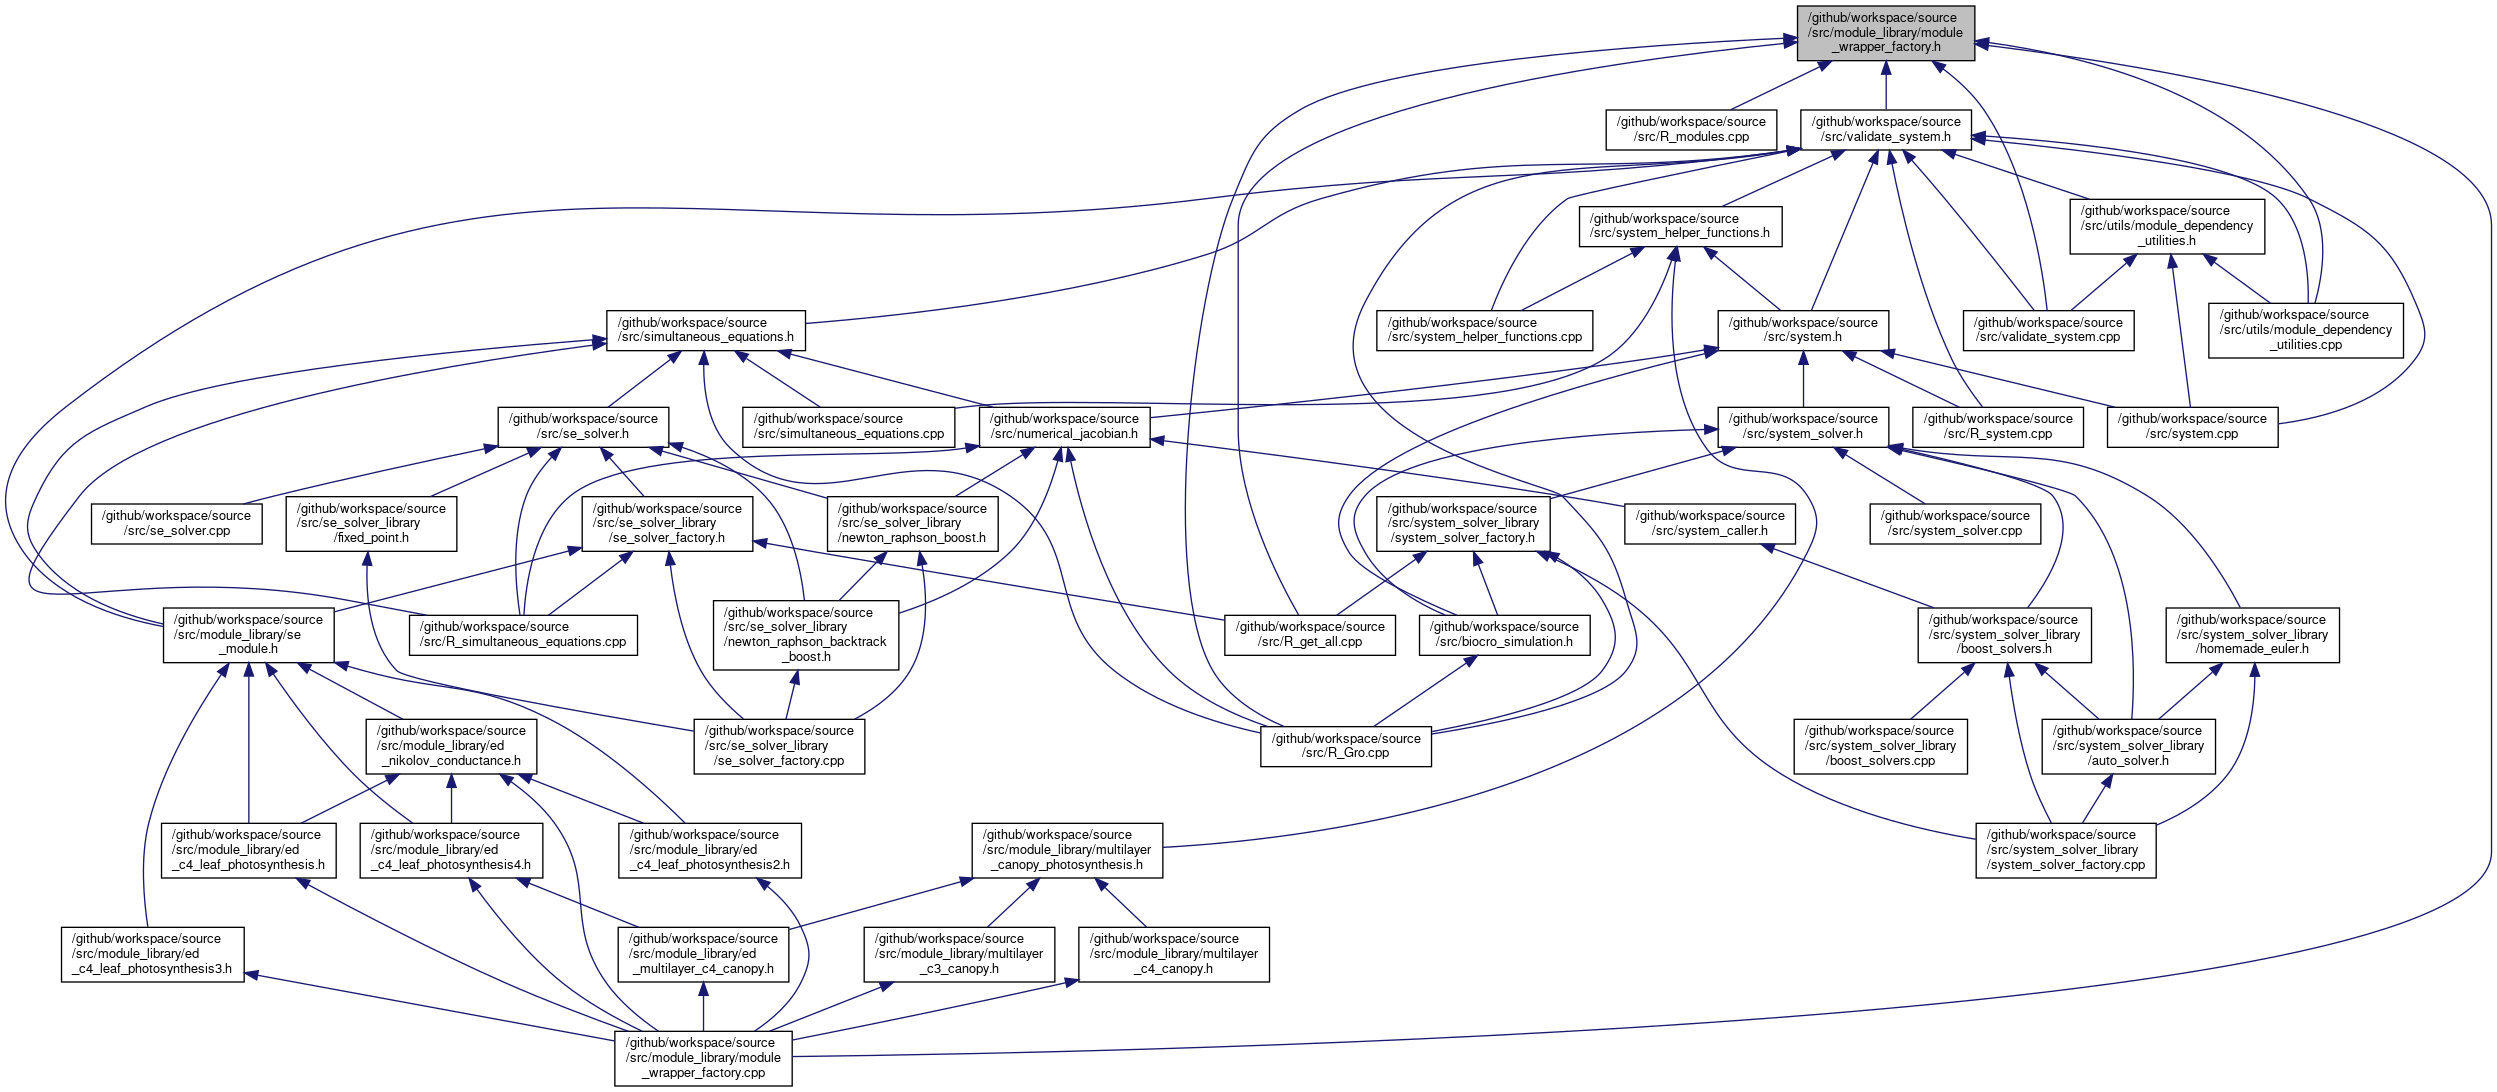 /github/workspace/source
/src/module_library/module
_wrapper_factory.h
/github/workspace/source
/src/R_modules.cpp
/github/workspace/source
/src/validate_system.h
/github/workspace/source
/src/system_helper_functions.h
/github/workspace/source
/src/utils/module_dependency
_utilities.h
/github/workspace/source
/src/simultaneous_equations.h
/github/workspace/source
/src/system_helper_functions.cpp
/github/workspace/source
/src/system.h
/github/workspace/source
/src/validate_system.cpp
/github/workspace/source
/src/utils/module_dependency
_utilities.cpp
/github/workspace/source
/src/se_solver.h
/github/workspace/source
/src/simultaneous_equations.cpp
/github/workspace/source
/src/numerical_jacobian.h
/github/workspace/source
/src/system_solver.h
/github/workspace/source
/src/R_system.cpp
/github/workspace/source
/src/system.cpp
/github/workspace/source
/src/se_solver.cpp
/github/workspace/source
/src/se_solver_library
/fixed_point.h
/github/workspace/source
/src/se_solver_library
/se_solver_factory.h
/github/workspace/source
/src/se_solver_library
/newton_raphson_boost.h
/github/workspace/source
/src/system_solver_library
/system_solver_factory.h
/github/workspace/source
/src/system_caller.h
/github/workspace/source
/src/system_solver.cpp
/github/workspace/source
/src/module_library/se
_module.h
/github/workspace/source
/src/R_simultaneous_equations.cpp
/github/workspace/source
/src/se_solver_library
/newton_raphson_backtrack
_boost.h
/github/workspace/source
/src/R_get_all.cpp
/github/workspace/source
/src/biocro_simulation.h
/github/workspace/source
/src/system_solver_library
/boost_solvers.h
/github/workspace/source
/src/system_solver_library
/homemade_euler.h
/github/workspace/source
/src/module_library/ed
_nikolov_conductance.h
/github/workspace/source
/src/se_solver_library
/se_solver_factory.cpp
/github/workspace/source
/src/R_Gro.cpp
/github/workspace/source
/src/system_solver_library
/boost_solvers.cpp
/github/workspace/source
/src/system_solver_library
/auto_solver.h
/github/workspace/source
/src/module_library/ed
_c4_leaf_photosynthesis.h
/github/workspace/source
/src/module_library/ed
_c4_leaf_photosynthesis4.h
/github/workspace/source
/src/module_library/ed
_c4_leaf_photosynthesis2.h
/github/workspace/source
/src/module_library/multilayer
_canopy_photosynthesis.h
/github/workspace/source
/src/system_solver_library
/system_solver_factory.cpp
/github/workspace/source
/src/module_library/ed
_c4_leaf_photosynthesis3.h
/github/workspace/source
/src/module_library/ed
_multilayer_c4_canopy.h
/github/workspace/source
/src/module_library/multilayer
_c3_canopy.h
/github/workspace/source
/src/module_library/multilayer
_c4_canopy.h
/github/workspace/source
/src/module_library/module
_wrapper_factory.cpp